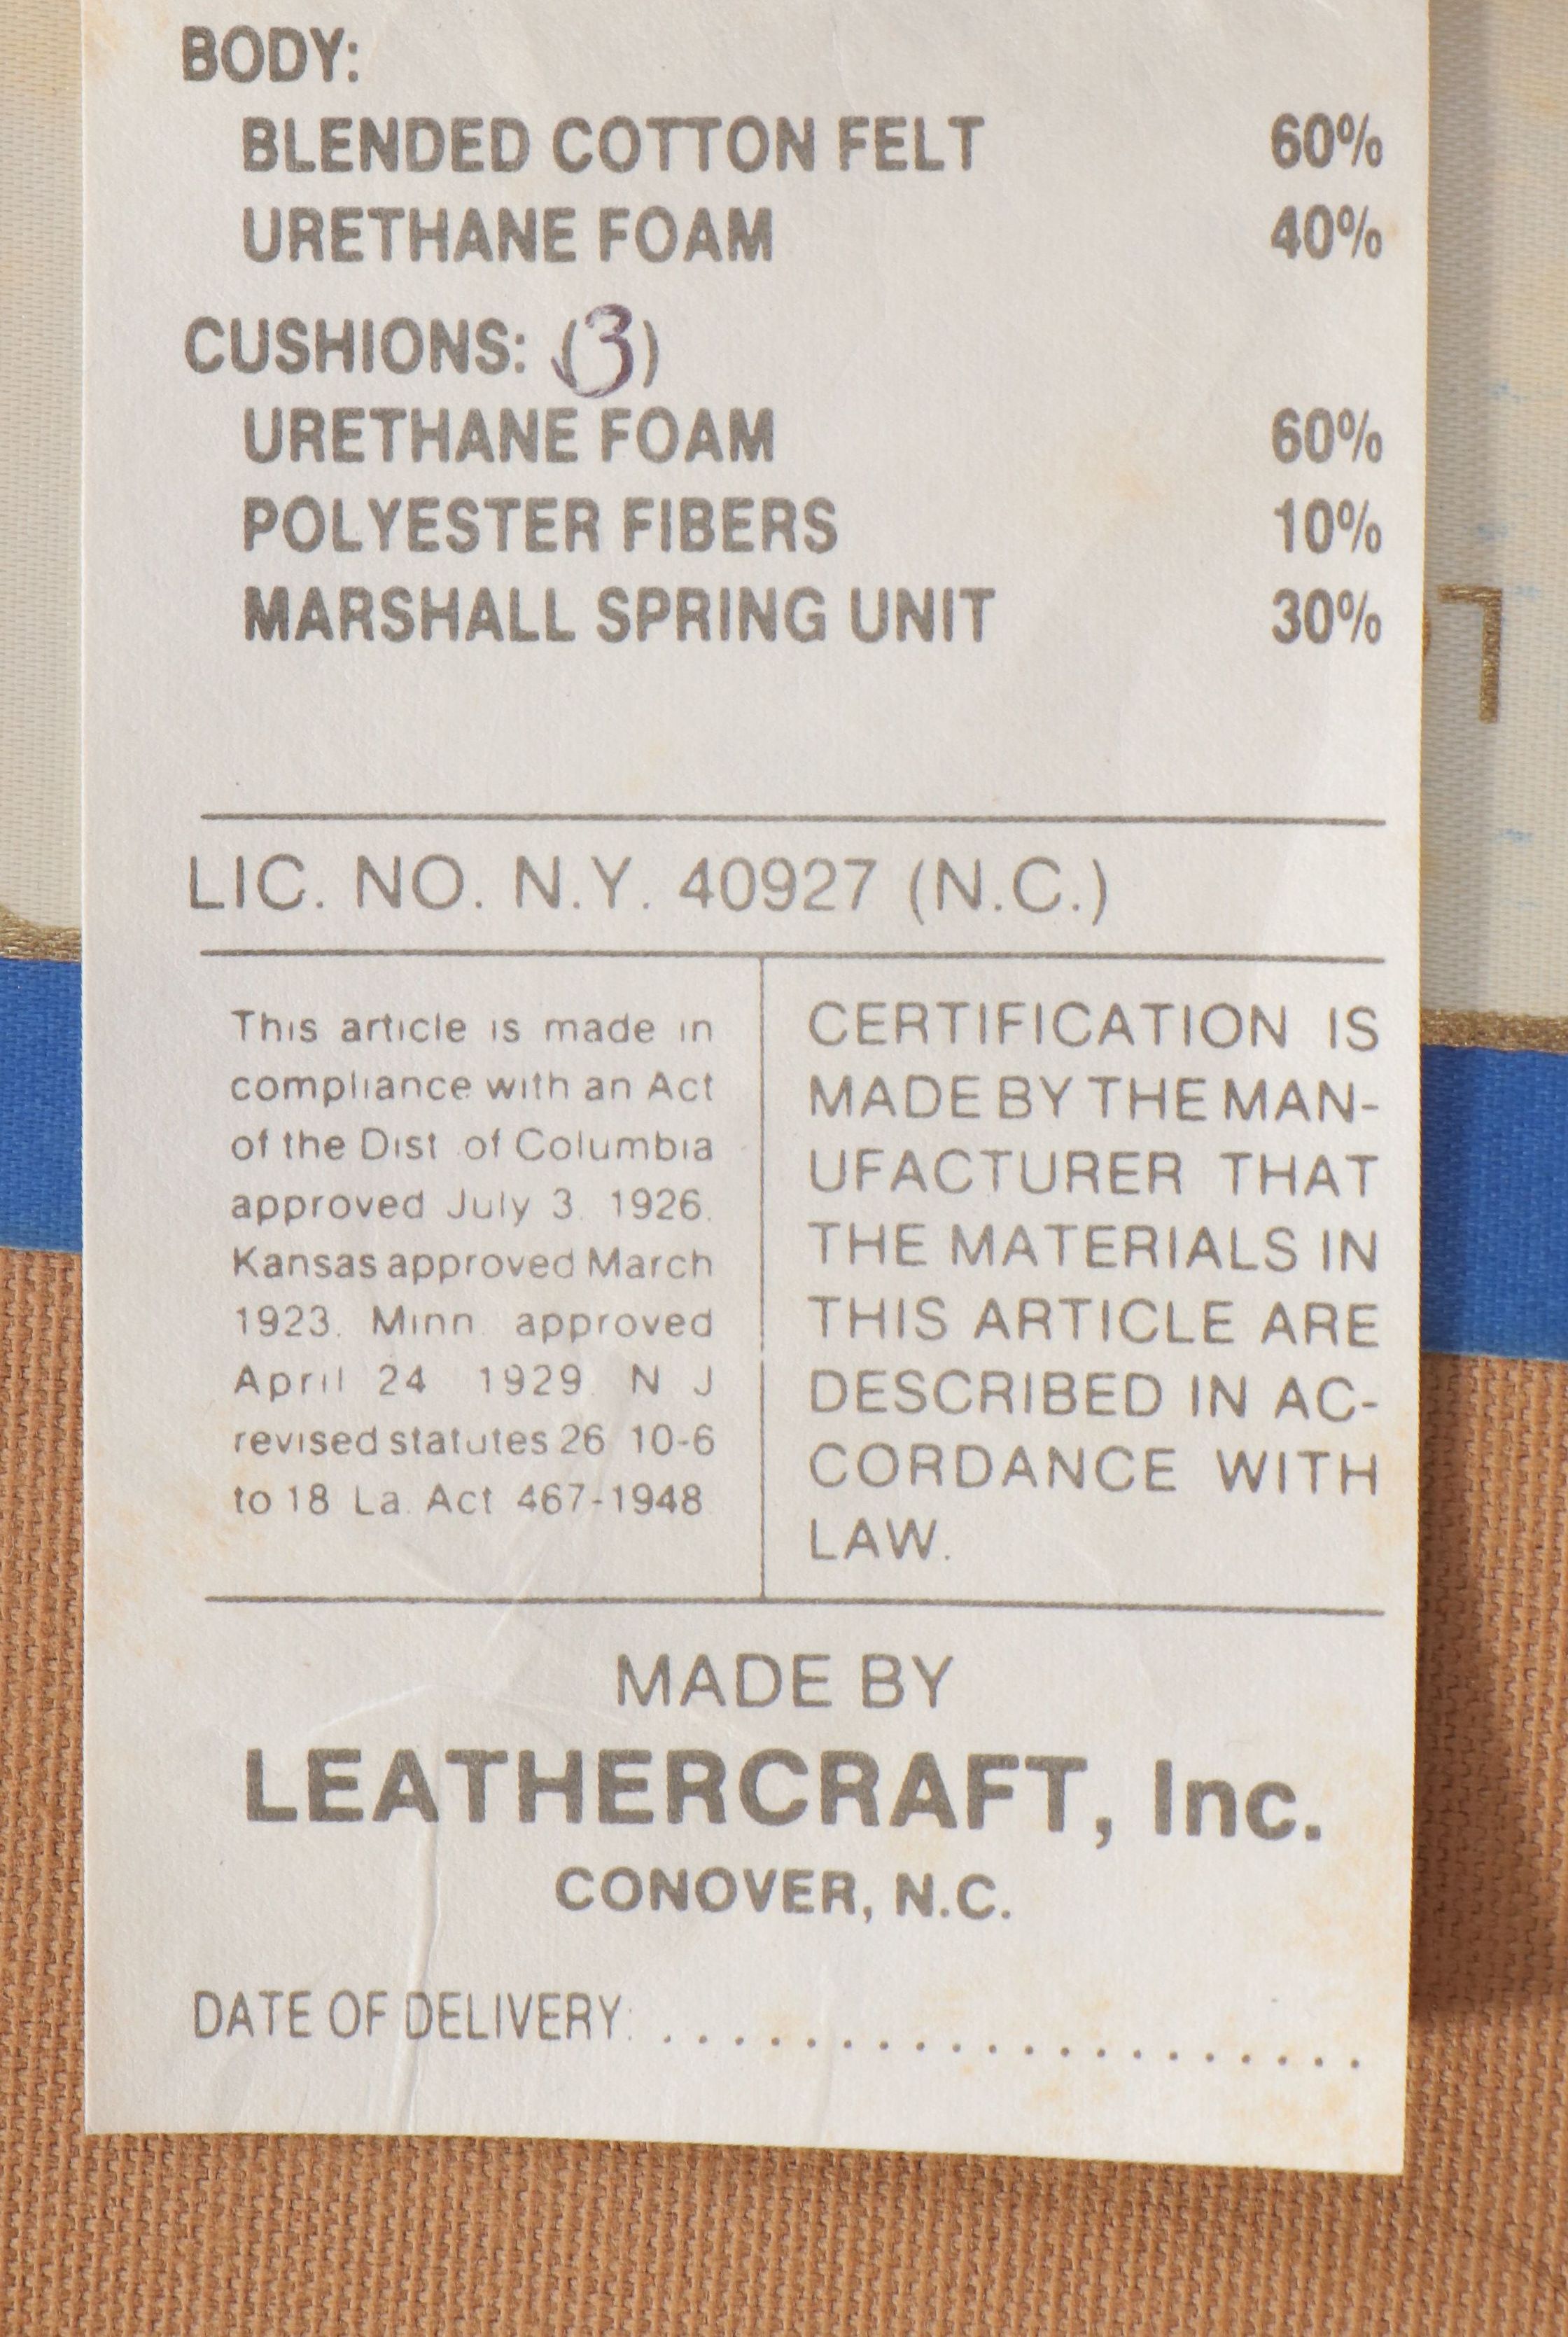 BODY:
BLENDED COTTON FELT 60%
URETHANE FOAM 40%
CUSHIONS: (3)
URETHANE FOAM 60%
POLYESTER FIBERS 10%
MARSHALL SPRING UNIT 30%
LIC. NO. N.Y. 40927 (N.C.)
This article is made in
compliance with an Act
of the Dist. of Columbia
approved July 3. 1926.
Kansas approved March
1923. Minn. approved
April 24 1929. N J
revised statutes 26 10-6
to 18 La. Act 467-1948
CERTIFICATION IS
MADE BY THE MAN-
UFACTURER THAT
THE MATERIALS IN
THIS ARTICLE ARE
DESCRIBED IN AC-
CORDANCE WITH
LAW.
MADE BY
LEATHERCRAFT, Inc.
CONOVER, N.C.
DATE OF DELIVERY: ....................